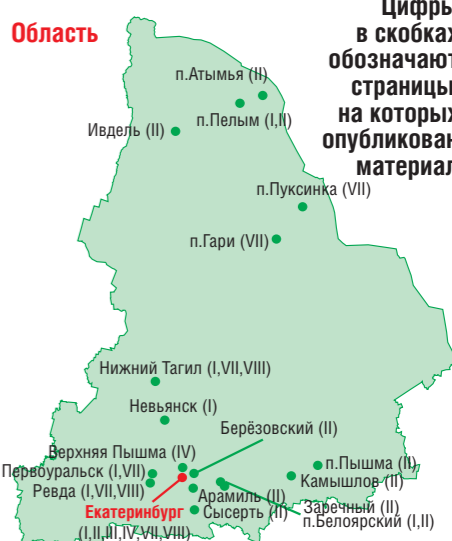 Область
Цифры
в скобках
обозначают
страницы,
на которых
опубликован
материал
п.Атымья (II)
п.Пелым (I,II)
Ивдель (II)
п.Пуксинка (VII)
п.Гари (VII)
Нижний Тагил (I,VII,VIII)
Невьянск (I)
Берёзовский (II)
Верхняя Пышма (IV)
Первоуральск (I,VII)
п.Пышма (II)
Ревда (I,VII,VIII)
Камышлов (II)
Арамиль (II)
Екатеринбург
Заречный (II)
Сысерть (II)
п.Белоярский (I,II)
(I,II,III,IV,VII,VIII)